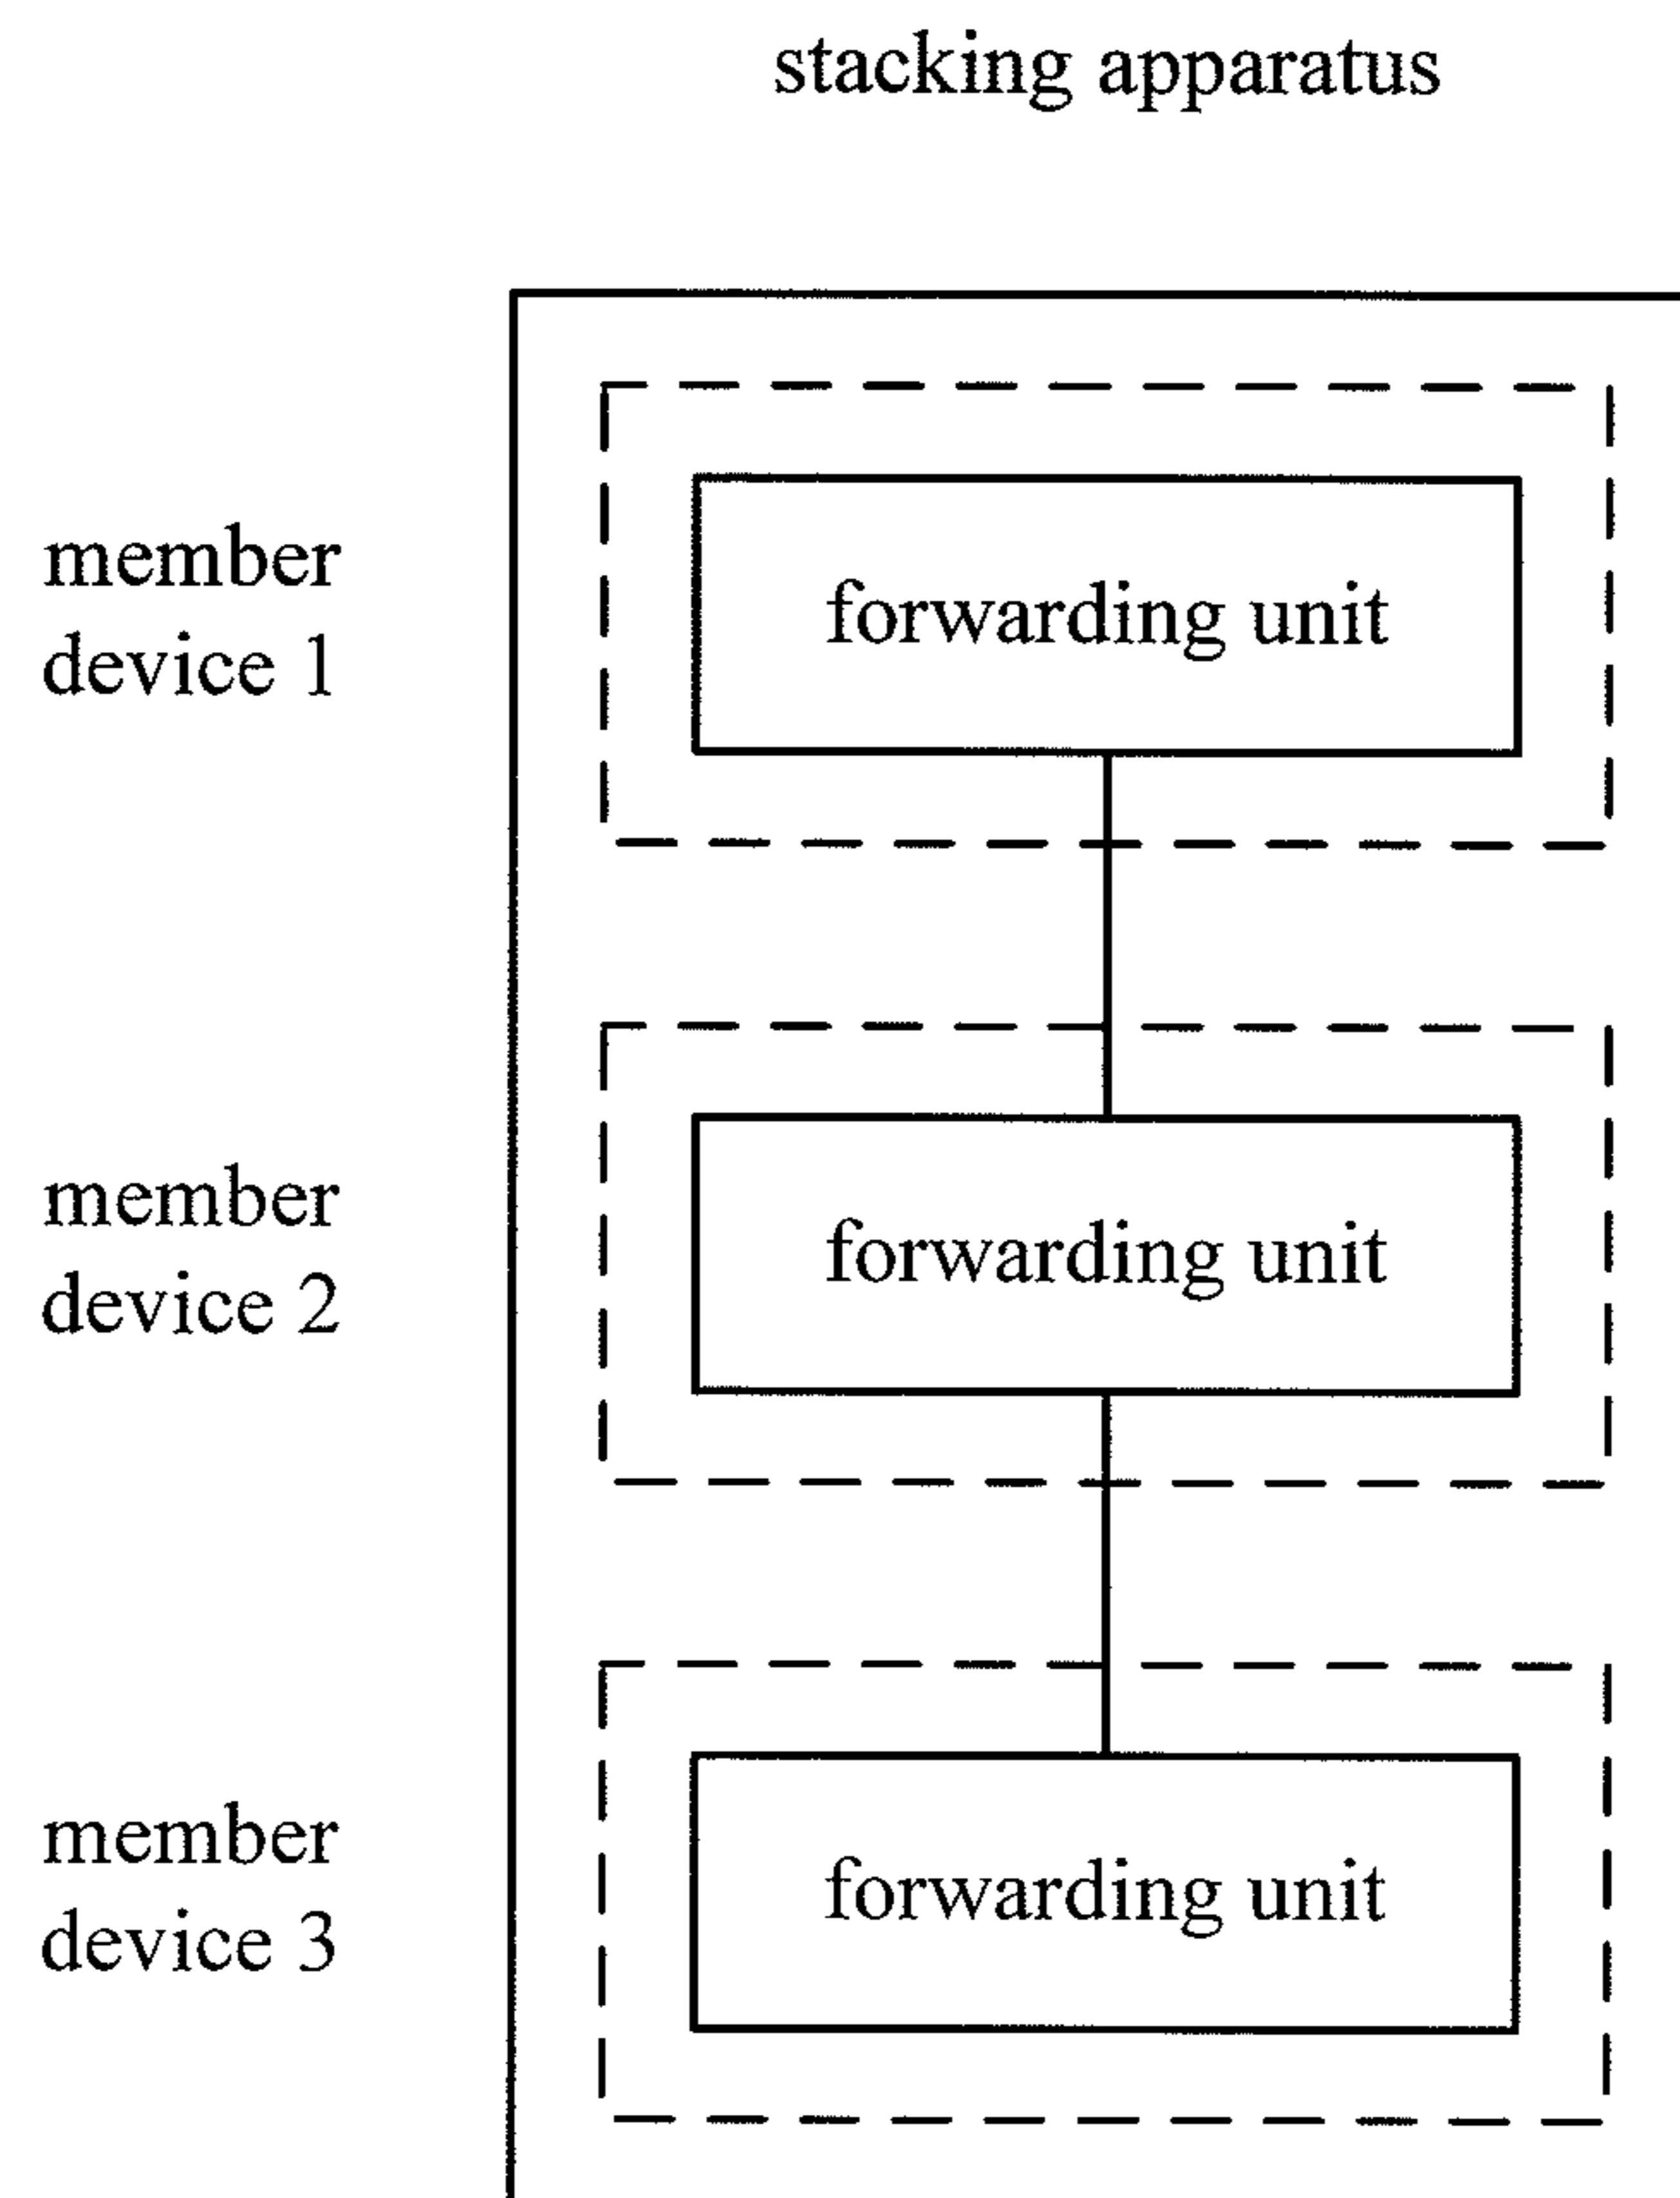 stacking apparatus
member
device 1
forwarding unit
member
device 2
forwarding unit
member
device 3
forwarding unit